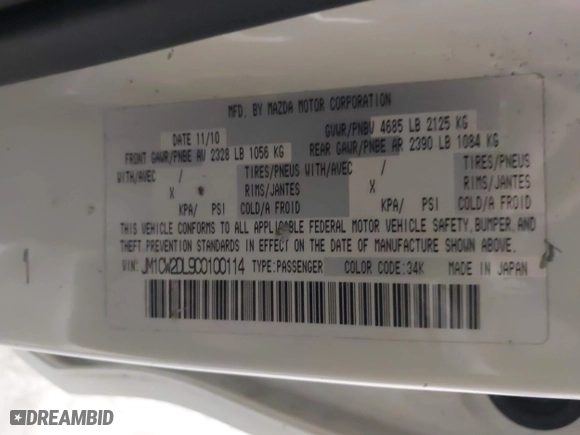 MFD. BY MAZDA MOTOR CORPORATION
DATE 11/10 GVWR/PNBV 4685 LB 2125 KG
FRONT GAWR/PNBE AV 2328 LB 1056 KG REAR GAWR/PNBE AR 2390 LB 1084 KG
WITH/AVEC / TIRES/PNEUS WITH/AVEC / TIRES/PNEUS
X RIMS/JANTES X RIMS/JANTES
KPA/ PSI COLD/A FROID KPA/ PSI COLD/A FROID
THIS VEHICLE CONFORMS TO ALL APPLICABLE FEDERAL MOTOR VEHICLE SAFETY, BUMPER, AND
THEFT PREVENTION STANDARDS IN EFFECT ON THE DATE OF MANUFACTURE SHOWN ABOVE.
VIN: JM1CW2DL9C0100114 TYPE:PASSENGER COLOR CODE:34K MADE IN JAPAN
DREAMBID